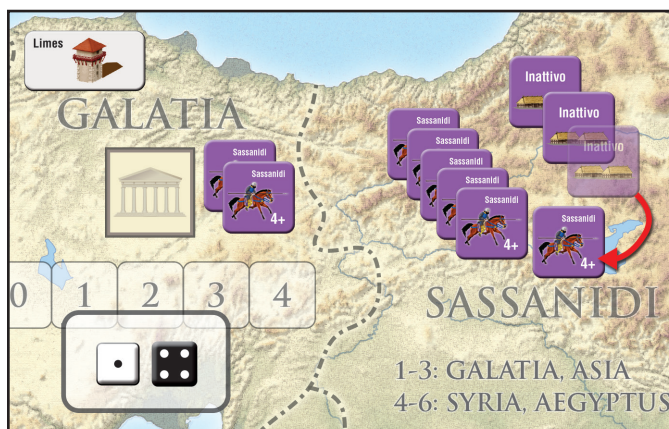 Limes
GALATIA
Sassanidi
Sassanidi
4+
Inattivo
Inattivo
Inattivo
Sassanidi
Sassanidi
Sassanidi
Sassanidi
Sassanidi
4+
Sassanidi
4+
0 1 2 3 4
SASSANIDI
1-3: GALATIA, ASIA
4-6: SYRIA, AEGYPTUS